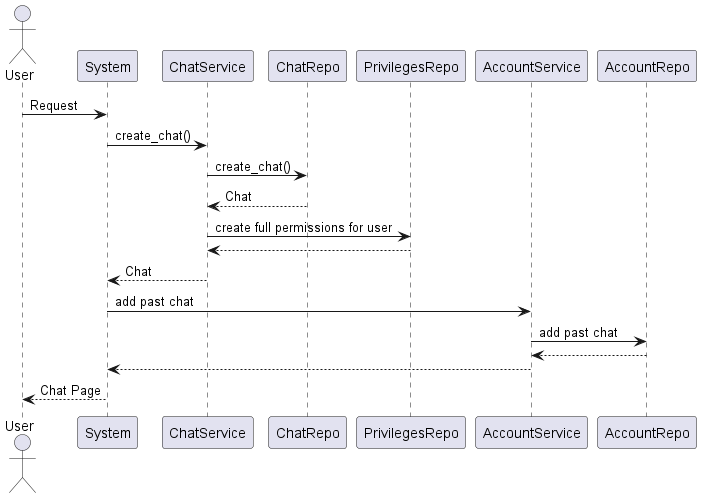 User
System
ChatService
ChatRepo
PrivilegesRepo
AccountService
AccountRepo
Request
create_chat()
create_chat()
Chat
create full permissions for user
Chat
add past chat
add past chat
Chat Page
User
System
ChatService
ChatRepo
PrivilegesRepo
AccountService
AccountRepo